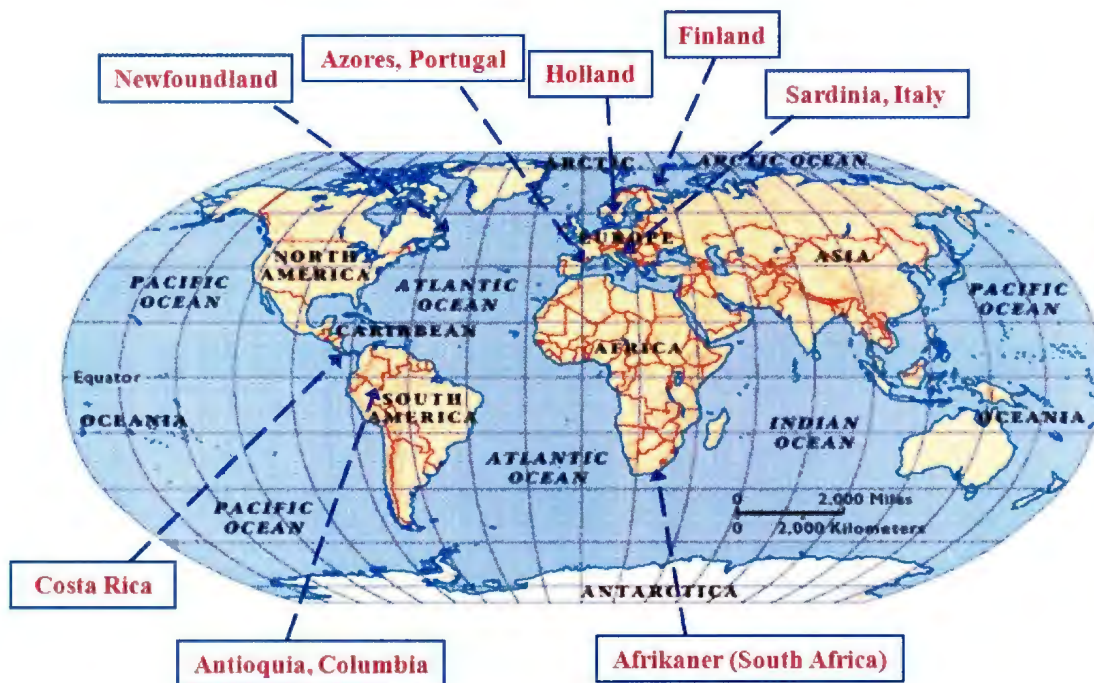 Finland
Azores, Portugal
Holland
Newfoundland
Sardinia, Italy
ARCTIC
ARCTIC OCEAN
EUROPE
NORTH
AMERICA
ASIA
PACIFIC
OCEAN
ATLANTIC
OCEAN
PACIFIC
OCEAN
CARIBBEAN
AFRICA
Equator
SOUTH
AMERICA
OCEANIA
INDIAN
OCEAN
OCEANIA
ATLANTIC
OCEAN
PACIFIC
OCEAN
0 2,000 Miles
0 2,000 Kilometers
Costa Rica
ANTARCTICA
Antioquia, Columbia
Afrikaner (South Africa)